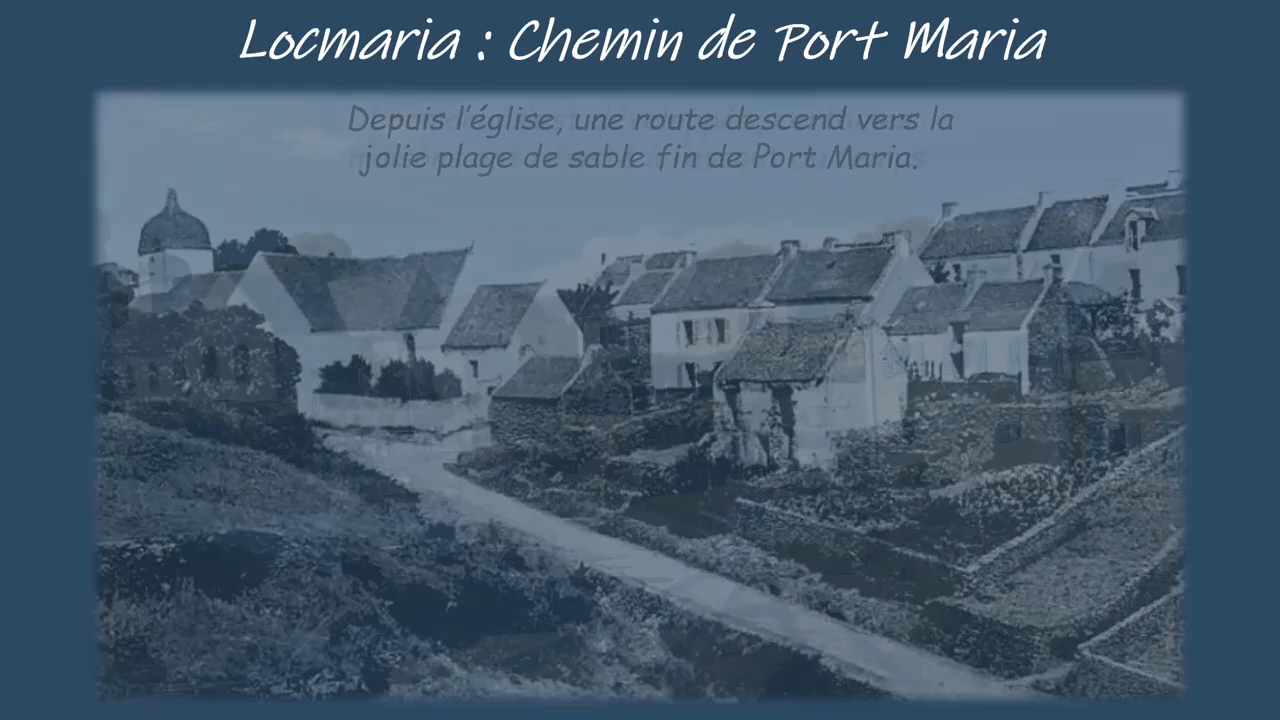 Locmaria : Chemin de Port Maria
Depuis l'église, une route descend vers la
jolie plage de sable fin de Port Maria.